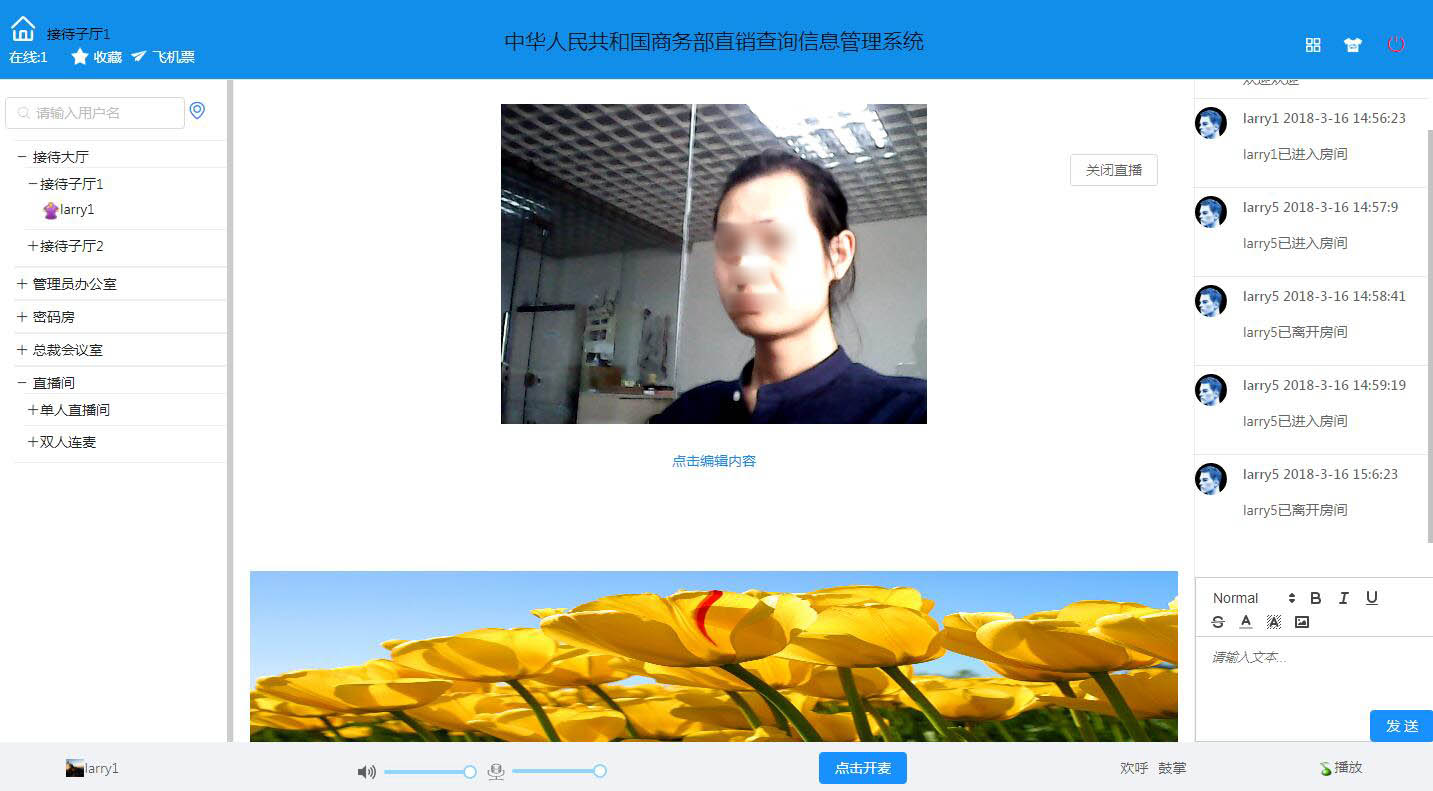 接待子厅1
在线:1 收藏 飞机票
中华人民共和国商务部直销查询信息管理系统
请输入用户名
接待大厅
接待子厅1
larry1
接待子厅2
管理员办公室
密码房
总裁会议室
直播间
单人直播间
双人连麦
关闭直播
点击编辑内容
欢迎欢迎
larry1 2018-3-16 14:56:23
larry1已进入房间
larry5 2018-3-16 14:57:9
larry5已进入房间
larry5 2018-3-16 14:58:41
larry5已离开房间
larry5 2018-3-16 14:59:19
larry5已进入房间
larry5 2018-3-16 15:6:23
larry5已离开房间
Normal B I U
S A A
请输入文本...
发 送
larry1
点击开麦
欢呼 鼓掌
播放